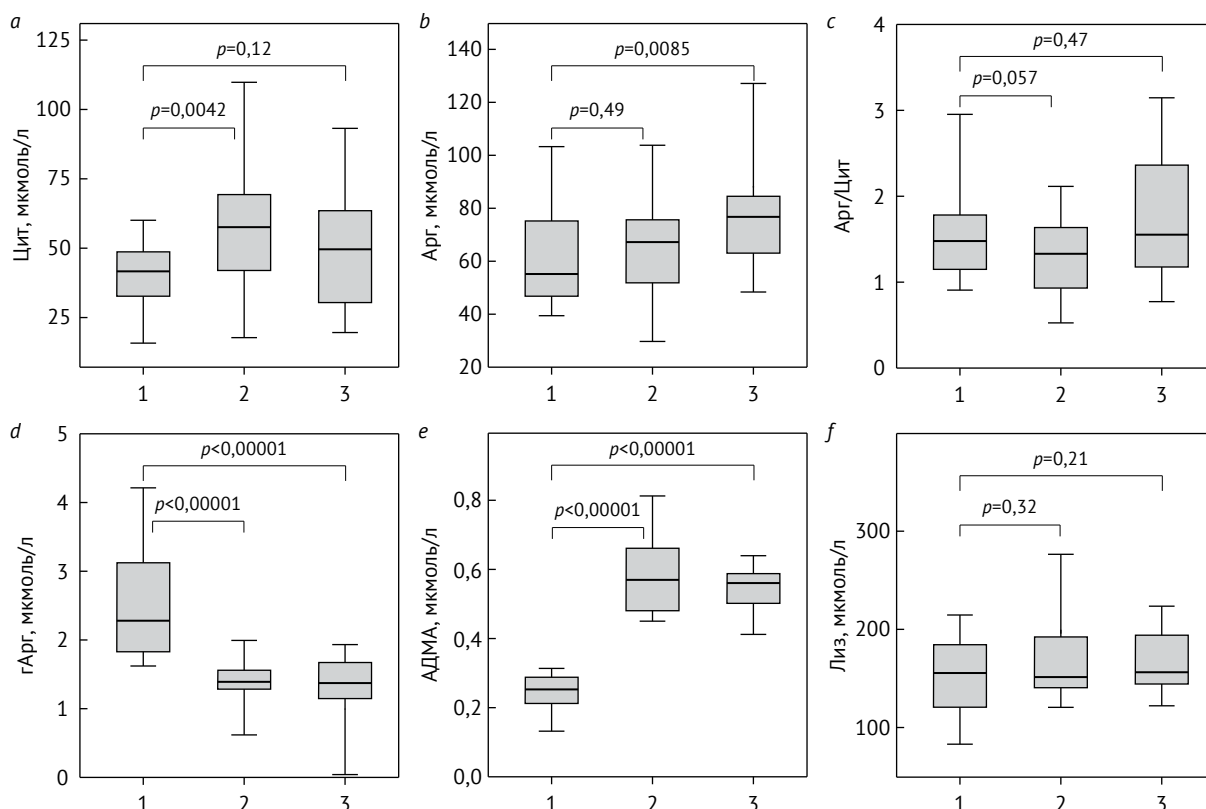 a
Цит, мкмоль/л
125
100
75
50
25
p=0,12
p=0,0042
1 2 3
b
Арг, мкмоль/л
140
120
100
80
60
40
20
p=0,0085
p=0,49
1 2 3
c
Арг/Цит
4
3
2
1
0
p=0,47
p=0,057
1 2 3
d
гАрг, мкмоль/л
5
4
3
2
1
0
p<0,00001
p<0,00001
1 2 3
e
АДМА, мкмоль/л
0,8
0,6
0,4
0,2
0,0
p<0,00001
p<0,00001
1 2 3
f
Лиз, мкмоль/л
300
200
100
p=0,21
p=0,32
1 2 3